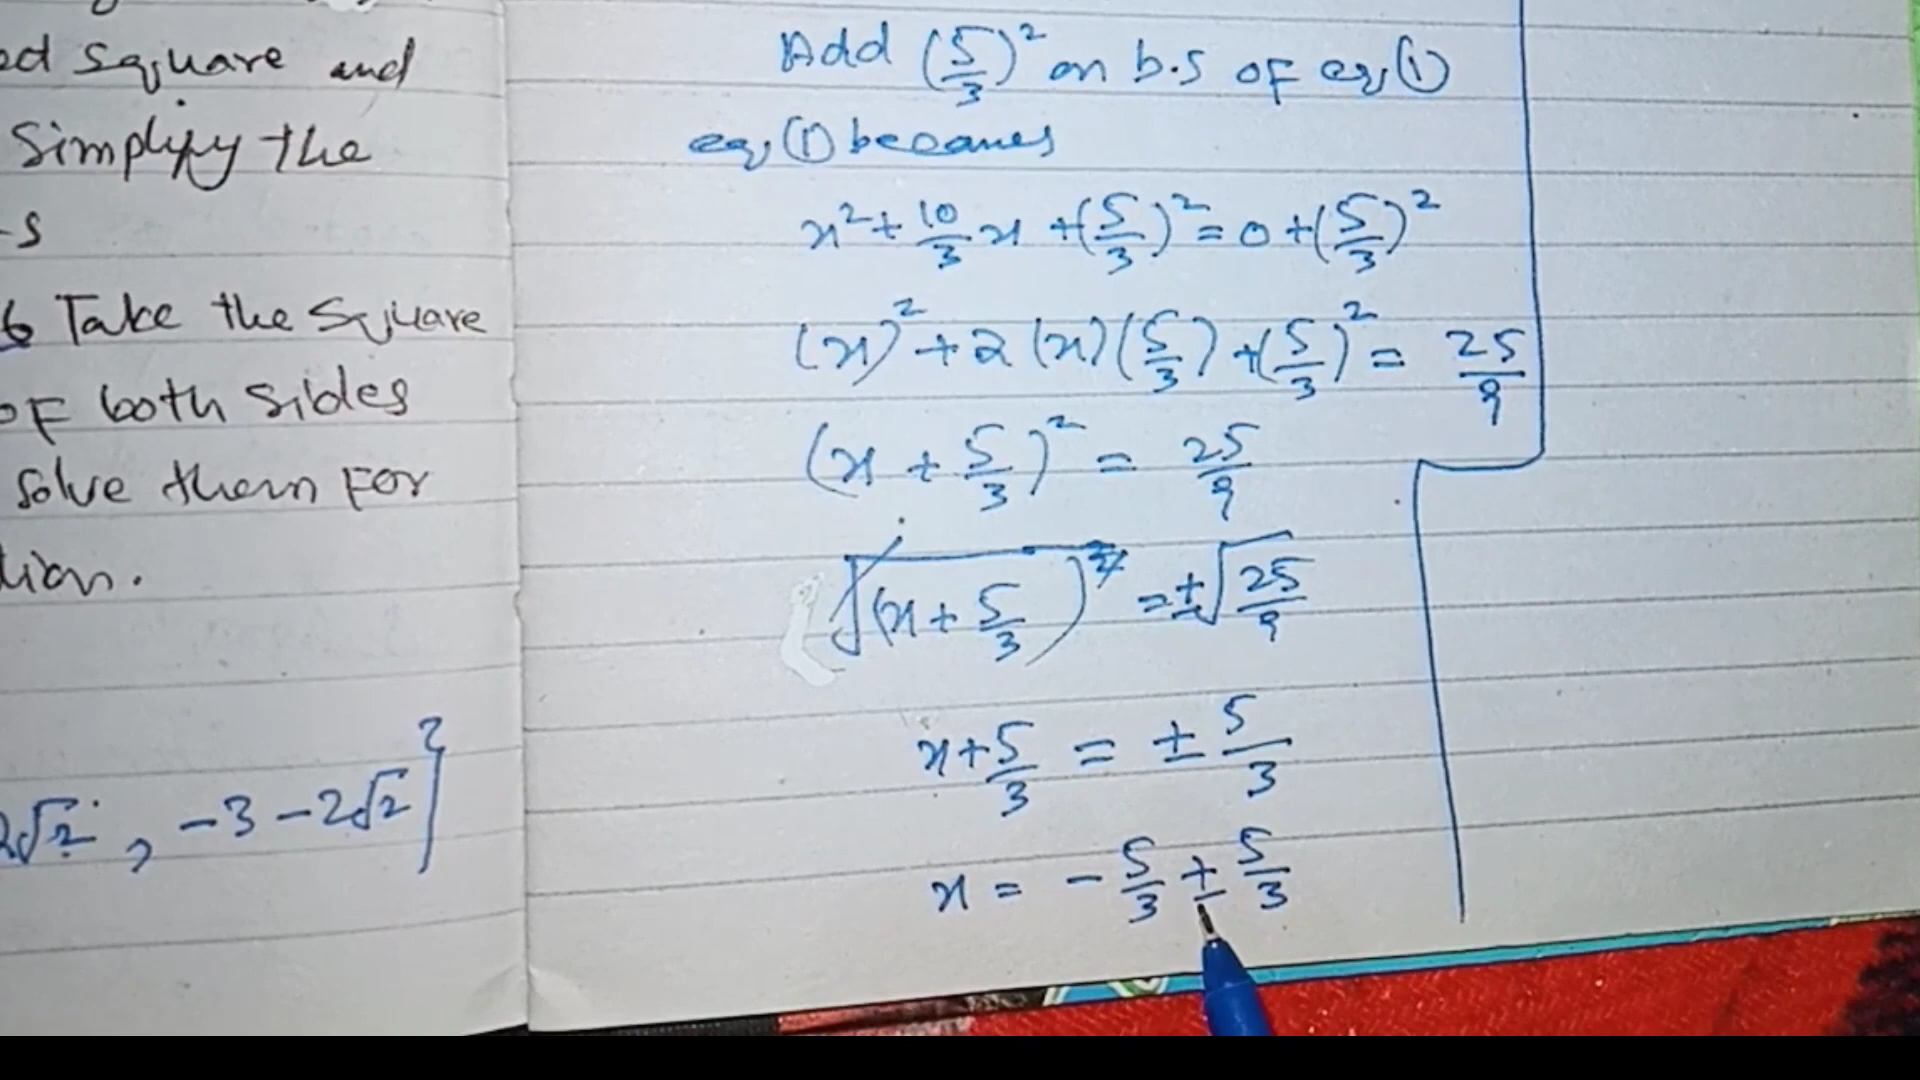 ed square and
simplify the
-s
6 Take the square
of both sides
solve them for
tion.
2√2, -3-2√2}
Add (5/3)² on b.s of eq(1)
eq(1) becomes
x² + 10/3 x + (5/3)² = 0 + (5/3)²
(x)² + 2(x)(5/3) + (5/3)² = 25/9
(x + 5/3)² = 25/9
√(x + 5/3)² = ±√25/9
x + 5/3 = ± 5/3
x = - 5/3 ± 5/3